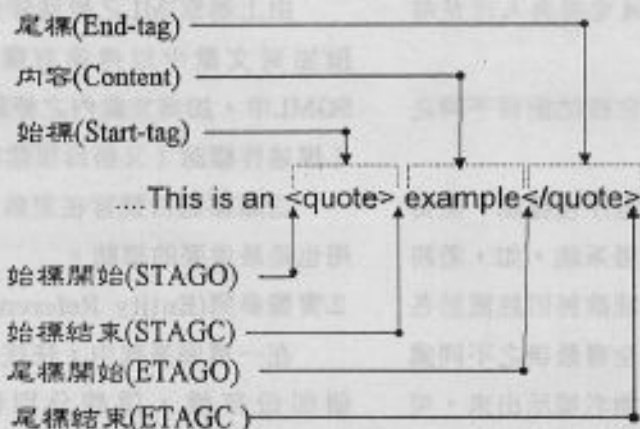 尾標(End-tag)
內容(Content)
始標(Start-tag)
This is an <quote> example</quote>
始標開始(STAGO)
始標結束(STAGC)
尾標開始(ETAGO)
尾標結束(ETAGC )